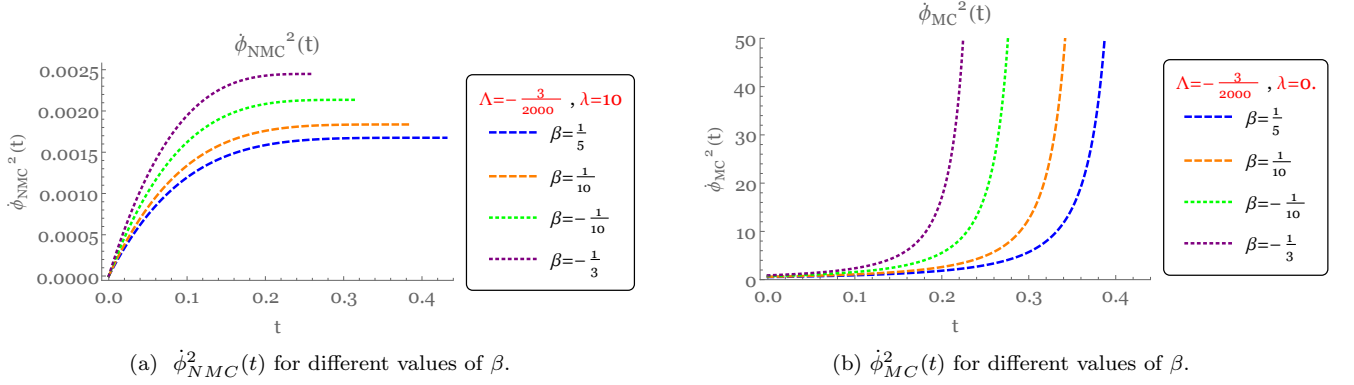 ϕ̇_NMC²(t)
ϕ̇_NMC²(t)
0.0025
0.0020
0.0015
0.0010
0.0005
0.0000
0.0 0.1 0.2 0.3 0.4
t
Λ=-3/2000 , λ=10
β=1/5
β=1/10
β=-1/10
β=-1/3
(a) ϕ̇²_NMC(t) for different values of β.
ϕ̇_MC²(t)
ϕ̇_MC²(t)
50
40
30
20
10
0
0.0 0.1 0.2 0.3 0.4
t
Λ=-3/2000 , λ=0.
β=1/5
β=1/10
β=-1/10
β=-1/3
(b) ϕ̇²_MC(t) for different values of β.